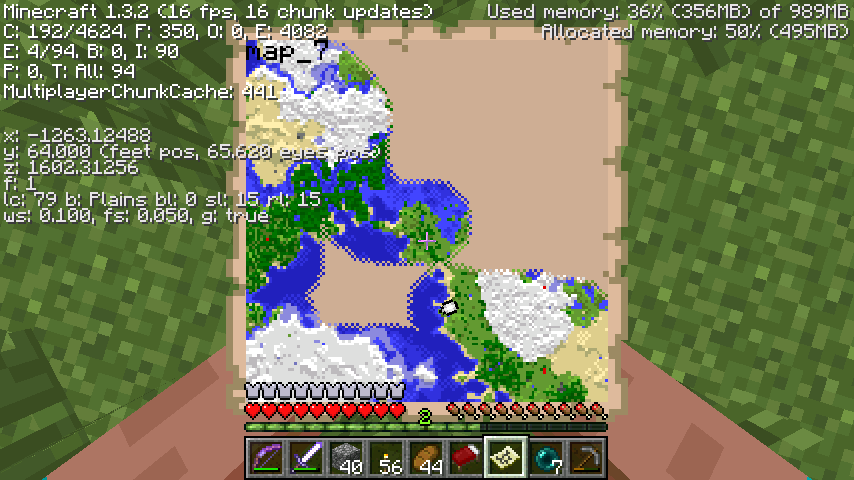 Minecraft 1.3.2 (16 fps, 16 chunk updates)
C: 192/4624, F: 350, O: 0, E: 4082
E: 4/94, B: 0, I: 90
P: 0, T: All: 94
MultiplayerChunkCache: 441
x: -1263.12488
y: 64.000 (feet pos, 65.620 eyes pos)
z: 1602.31256
f: 1
lc: 79 b: Plains bl: 0 sl: 15 rl: 15
ws: 0.100, fs: 0.050, g: true
Used memory: 36% (356MB) of 989MB
Allocated memory: 50% (495MB)
map_7
8
40
56
44
7